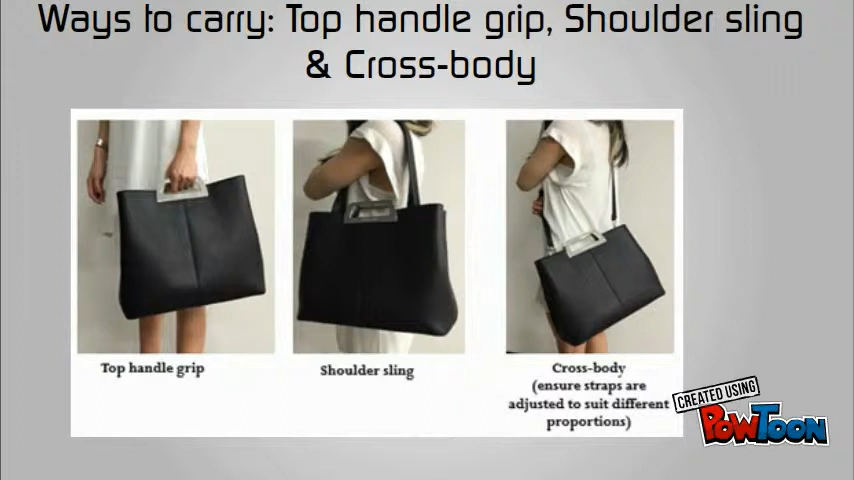 Ways to carry: Top handle grip, Shoulder sling
& Cross-body
Top handle grip
Shoulder sling
Cross-body
(ensure straps are
adjusted to suit different
proportions)
CREATED USING
POWTOON